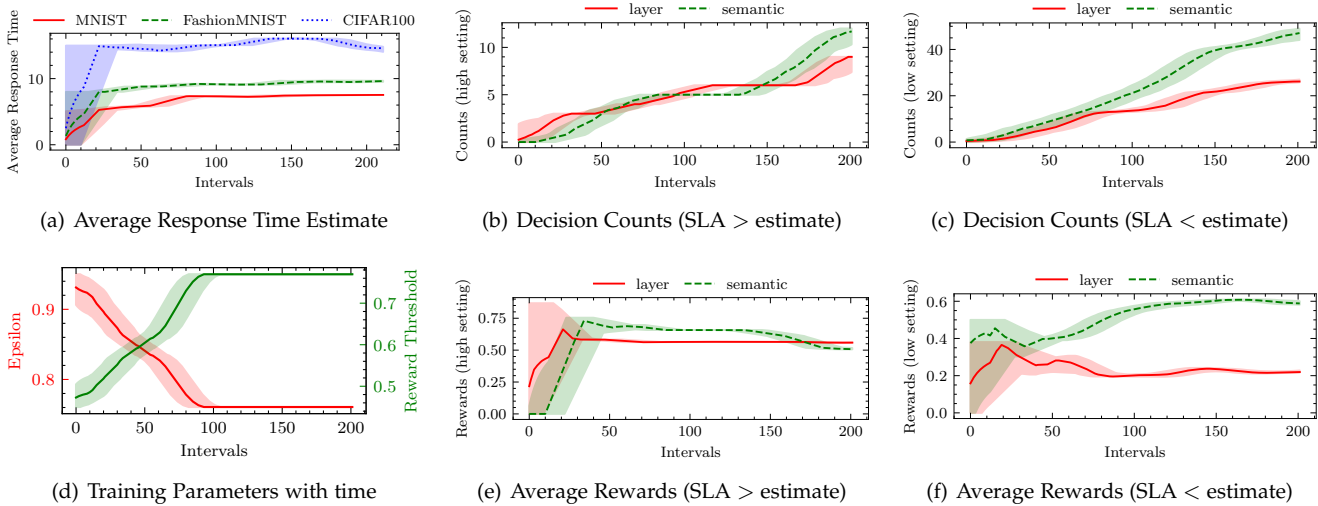 MNIST FashionMNIST CIFAR100
Average Response Time
0
10
0 50 100 150 200
Intervals
(a) Average Response Time Estimate
layer semantic
Counts (high setting)
0
5
10
0 50 100 150 200
Intervals
(b) Decision Counts (SLA > estimate)
layer semantic
Counts (low setting)
0
20
40
0 50 100 150 200
Intervals
(c) Decision Counts (SLA < estimate)
Epsilon
0.8
0.9
Reward Threshold
0.5
0.6
0.7
0 50 100 150 200
Intervals
(d) Training Parameters with time
layer semantic
Rewards (high setting)
0.00
0.25
0.50
0.75
0 50 100 150 200
Intervals
(e) Average Rewards (SLA > estimate)
layer semantic
Rewards (low setting)
0.0
0.2
0.4
0.6
0 50 100 150 200
Intervals
(f) Average Rewards (SLA < estimate)